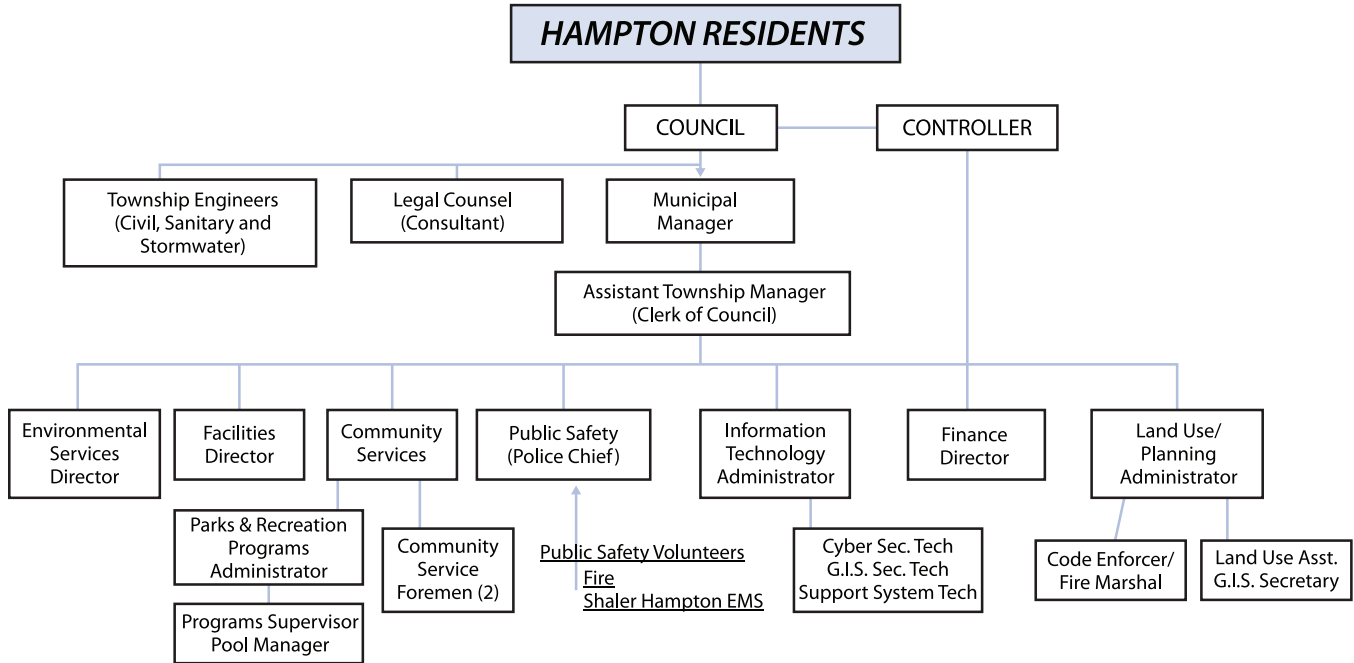 HAMPTON RESIDENTS
COUNCIL
CONTROLLER
Township Engineers
(Civil, Sanitary and
Stormwater)
Legal Counsel
(Consultant)
Municipal
Manager
Assistant Township Manager
(Clerk of Council)
Environmental
Services
Director
Facilities
Director
Community
Services
Public Safety
(Police Chief)
Information
Technology
Administrator
Finance
Director
Land Use/
Planning
Administrator
Parks & Recreation
Programs
Administrator
Community
Service
Foremen (2)
Public Safety Volunteers
Fire
Shaler Hampton EMS
Cyber Sec. Tech
G.I.S. Sec. Tech
Support System Tech
Code Enforcer/
Fire Marshal
Land Use Asst.
G.I.S. Secretary
Programs Supervisor
Pool Manager